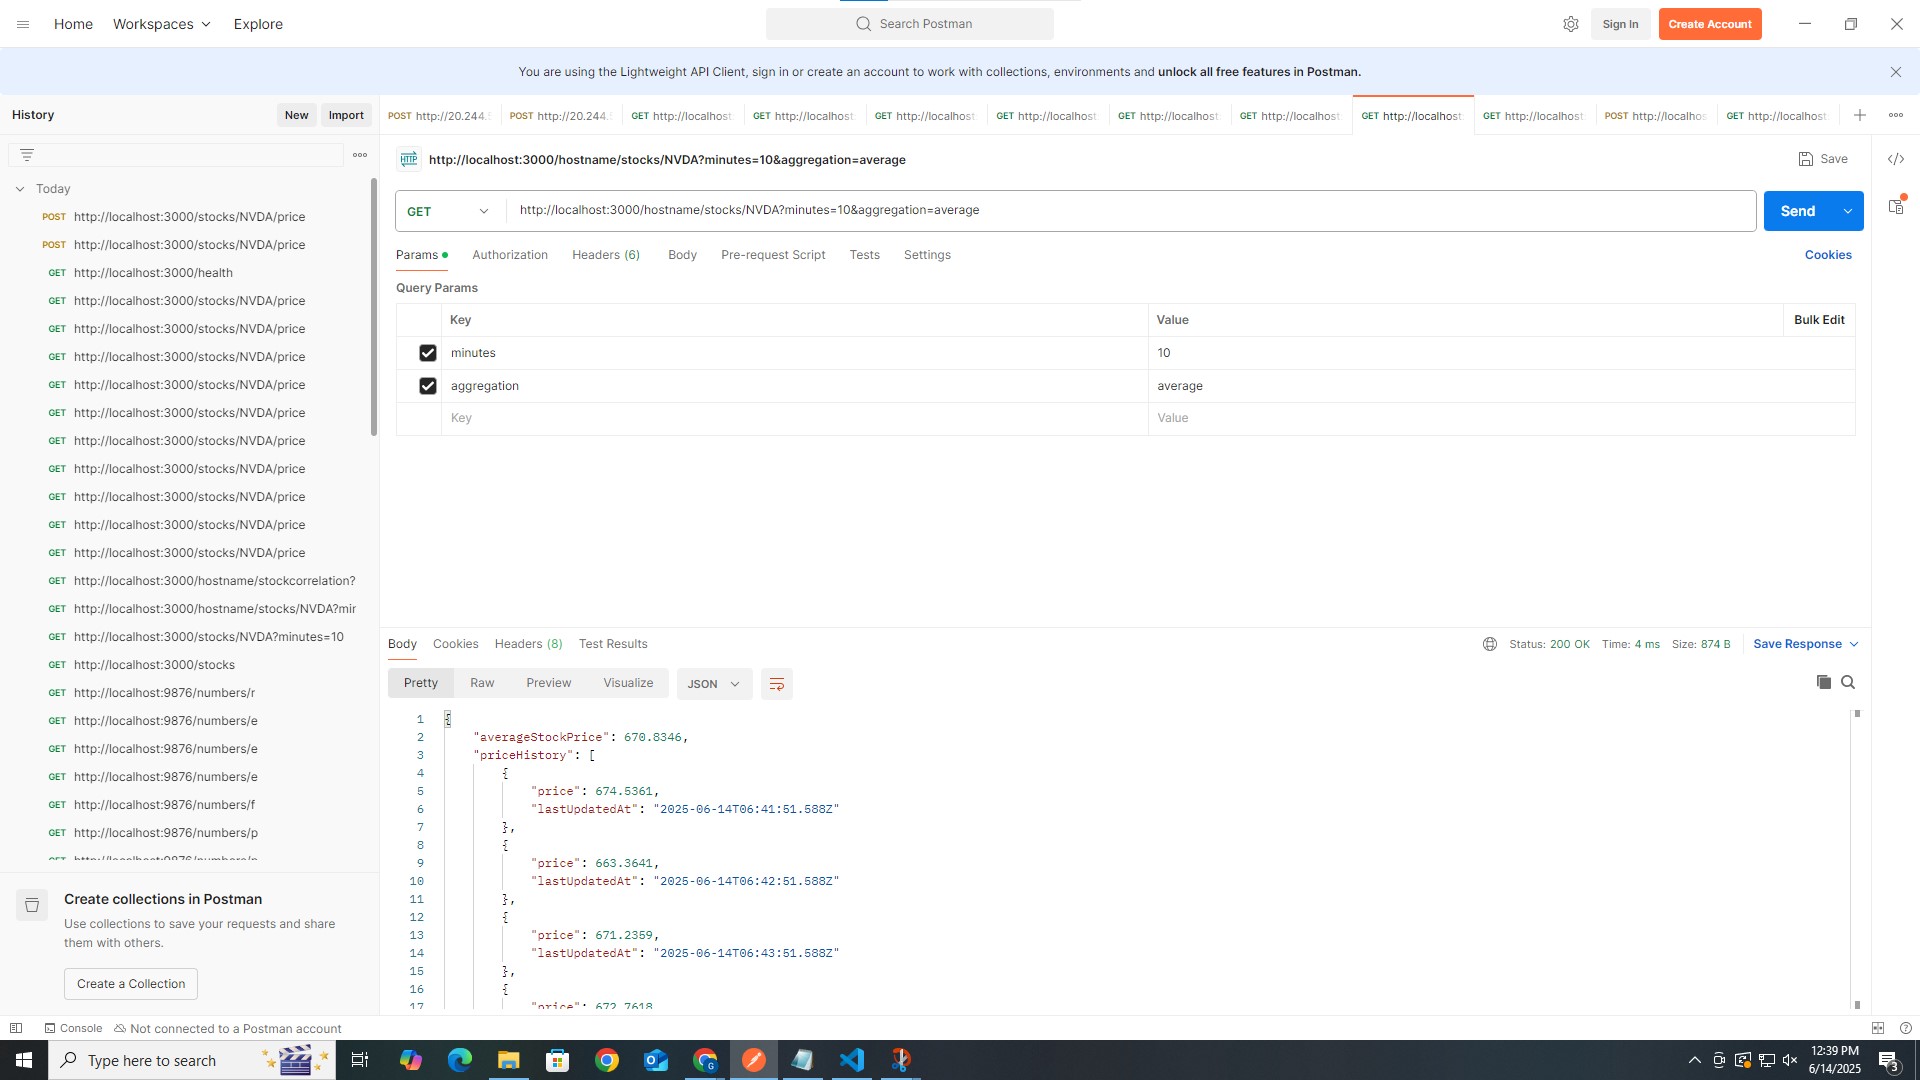 Home Workspaces Explore
Search Postman
Sign In Create Account
You are using the Lightweight API Client, sign in or create an account to work with collections, environments and unlock all free features in Postman.
History New Import
POST http://20.244.
POST http://20.244.
GET http://localhost:
GET http://localhost:
GET http://localhost:
GET http://localhost:
GET http://localhost:
GET http://localhost:
GET http://localhost:
GET http://localhost:
POST http://localhos
GET http://localhost:
Today
POST http://localhost:3000/stocks/NVDA/price
POST http://localhost:3000/stocks/NVDA/price
GET http://localhost:3000/health
GET http://localhost:3000/stocks/NVDA/price
GET http://localhost:3000/stocks/NVDA/price
GET http://localhost:3000/stocks/NVDA/price
GET http://localhost:3000/stocks/NVDA/price
GET http://localhost:3000/stocks/NVDA/price
GET http://localhost:3000/stocks/NVDA/price
GET http://localhost:3000/stocks/NVDA/price
GET http://localhost:3000/stocks/NVDA/price
GET http://localhost:3000/stocks/NVDA/price
GET http://localhost:3000/stocks/NVDA/price
GET http://localhost:3000/hostname/stockcorrelation?
GET http://localhost:3000/hostname/stocks/NVDA?mir
GET http://localhost:3000/stocks/NVDA?minutes=10
GET http://localhost:3000/stocks
GET http://localhost:9876/numbers/r
GET http://localhost:9876/numbers/e
GET http://localhost:9876/numbers/e
GET http://localhost:9876/numbers/e
GET http://localhost:9876/numbers/f
GET http://localhost:9876/numbers/p
Create collections in Postman
Use collections to save your requests and share
them with others.
Create a Collection
HTTP http://localhost:3000/hostname/stocks/NVDA?minutes=10&aggregation=average Save
GET http://localhost:3000/hostname/stocks/NVDA?minutes=10&aggregation=average Send
Params Authorization Headers (6) Body Pre-request Script Tests Settings Cookies
Query Params
Key Value Bulk Edit
minutes 10
aggregation average
Key Value
Body Cookies Headers (8) Test Results Status: 200 OK Time: 4 ms Size: 874 B Save Response
Pretty Raw Preview Visualize JSON
1 {
2 "averageStockPrice": 670.8346,
3 "priceHistory": [
4 {
5 "price": 674.5361,
6 "lastUpdatedAt": "2025-06-14T06:41:51.588Z"
7 },
8 {
9 "price": 663.3641,
10 "lastUpdatedAt": "2025-06-14T06:42:51.588Z"
11 },
12 {
13 "price": 671.2359,
14 "lastUpdatedAt": "2025-06-14T06:43:51.588Z"
15 },
16 {
17 "price": 672.7618,
Console Not connected to a Postman account
Type here to search
12:39 PM
6/14/2025
3